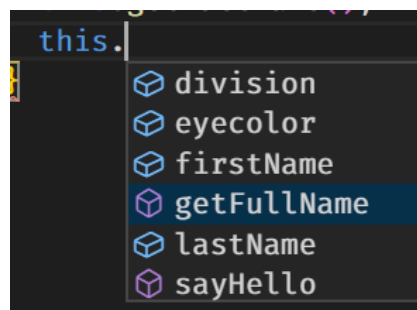 this.
division
eyecolor
firstName
getFullName
lastName
sayHello